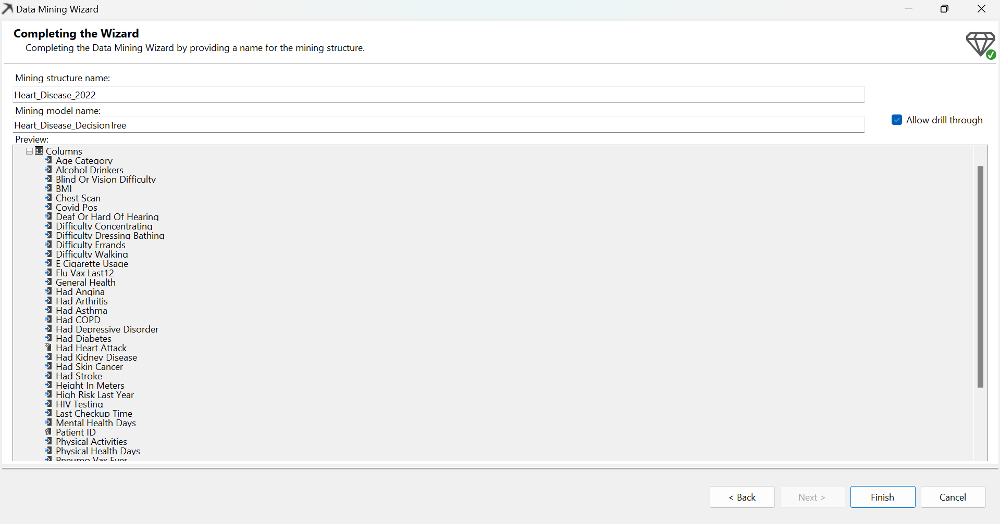 Data Mining Wizard
Completing the Wizard
Completing the Data Mining Wizard by providing a name for the mining structure.
Mining structure name:
Heart_Disease_2022
Mining model name:
Heart_Disease_DecisionTree
Allow drill through
Preview:
Columns
Age Category
Alcohol Drinkers
Blind Or Vision Difficulty
BMI
Chest Scan
Covid Pos
Deaf Or Hard Of Hearing
Difficulty Concentrating
Difficulty Dressing Bathing
Difficulty Errands
Difficulty Walking
E Cigarette Usage
Flu Vax Last12
General Health
Had Angina
Had Arthritis
Had Asthma
Had COPD
Had Depressive Disorder
Had Diabetes
Had Heart Attack
Had Kidney Disease
Had Skin Cancer
Had Stroke
Height In Meters
High Risk Last Year
HIV Testing
Last Checkup Time
Mental Health Days
Patient ID
Physical Activities
Physical Health Days
Pneumo Vax Ever
< Back
Next >
Finish
Cancel